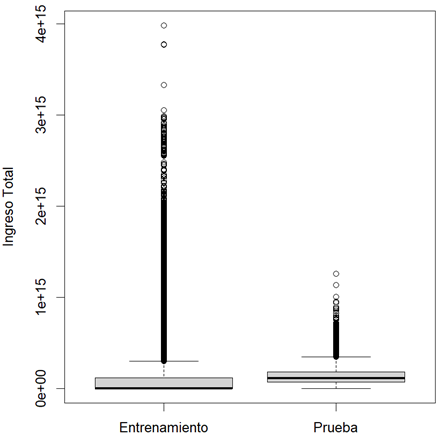 Ingreso Total
4e+15
3e+15
2e+15
1e+15
0e+00
Entrenamiento
Prueba